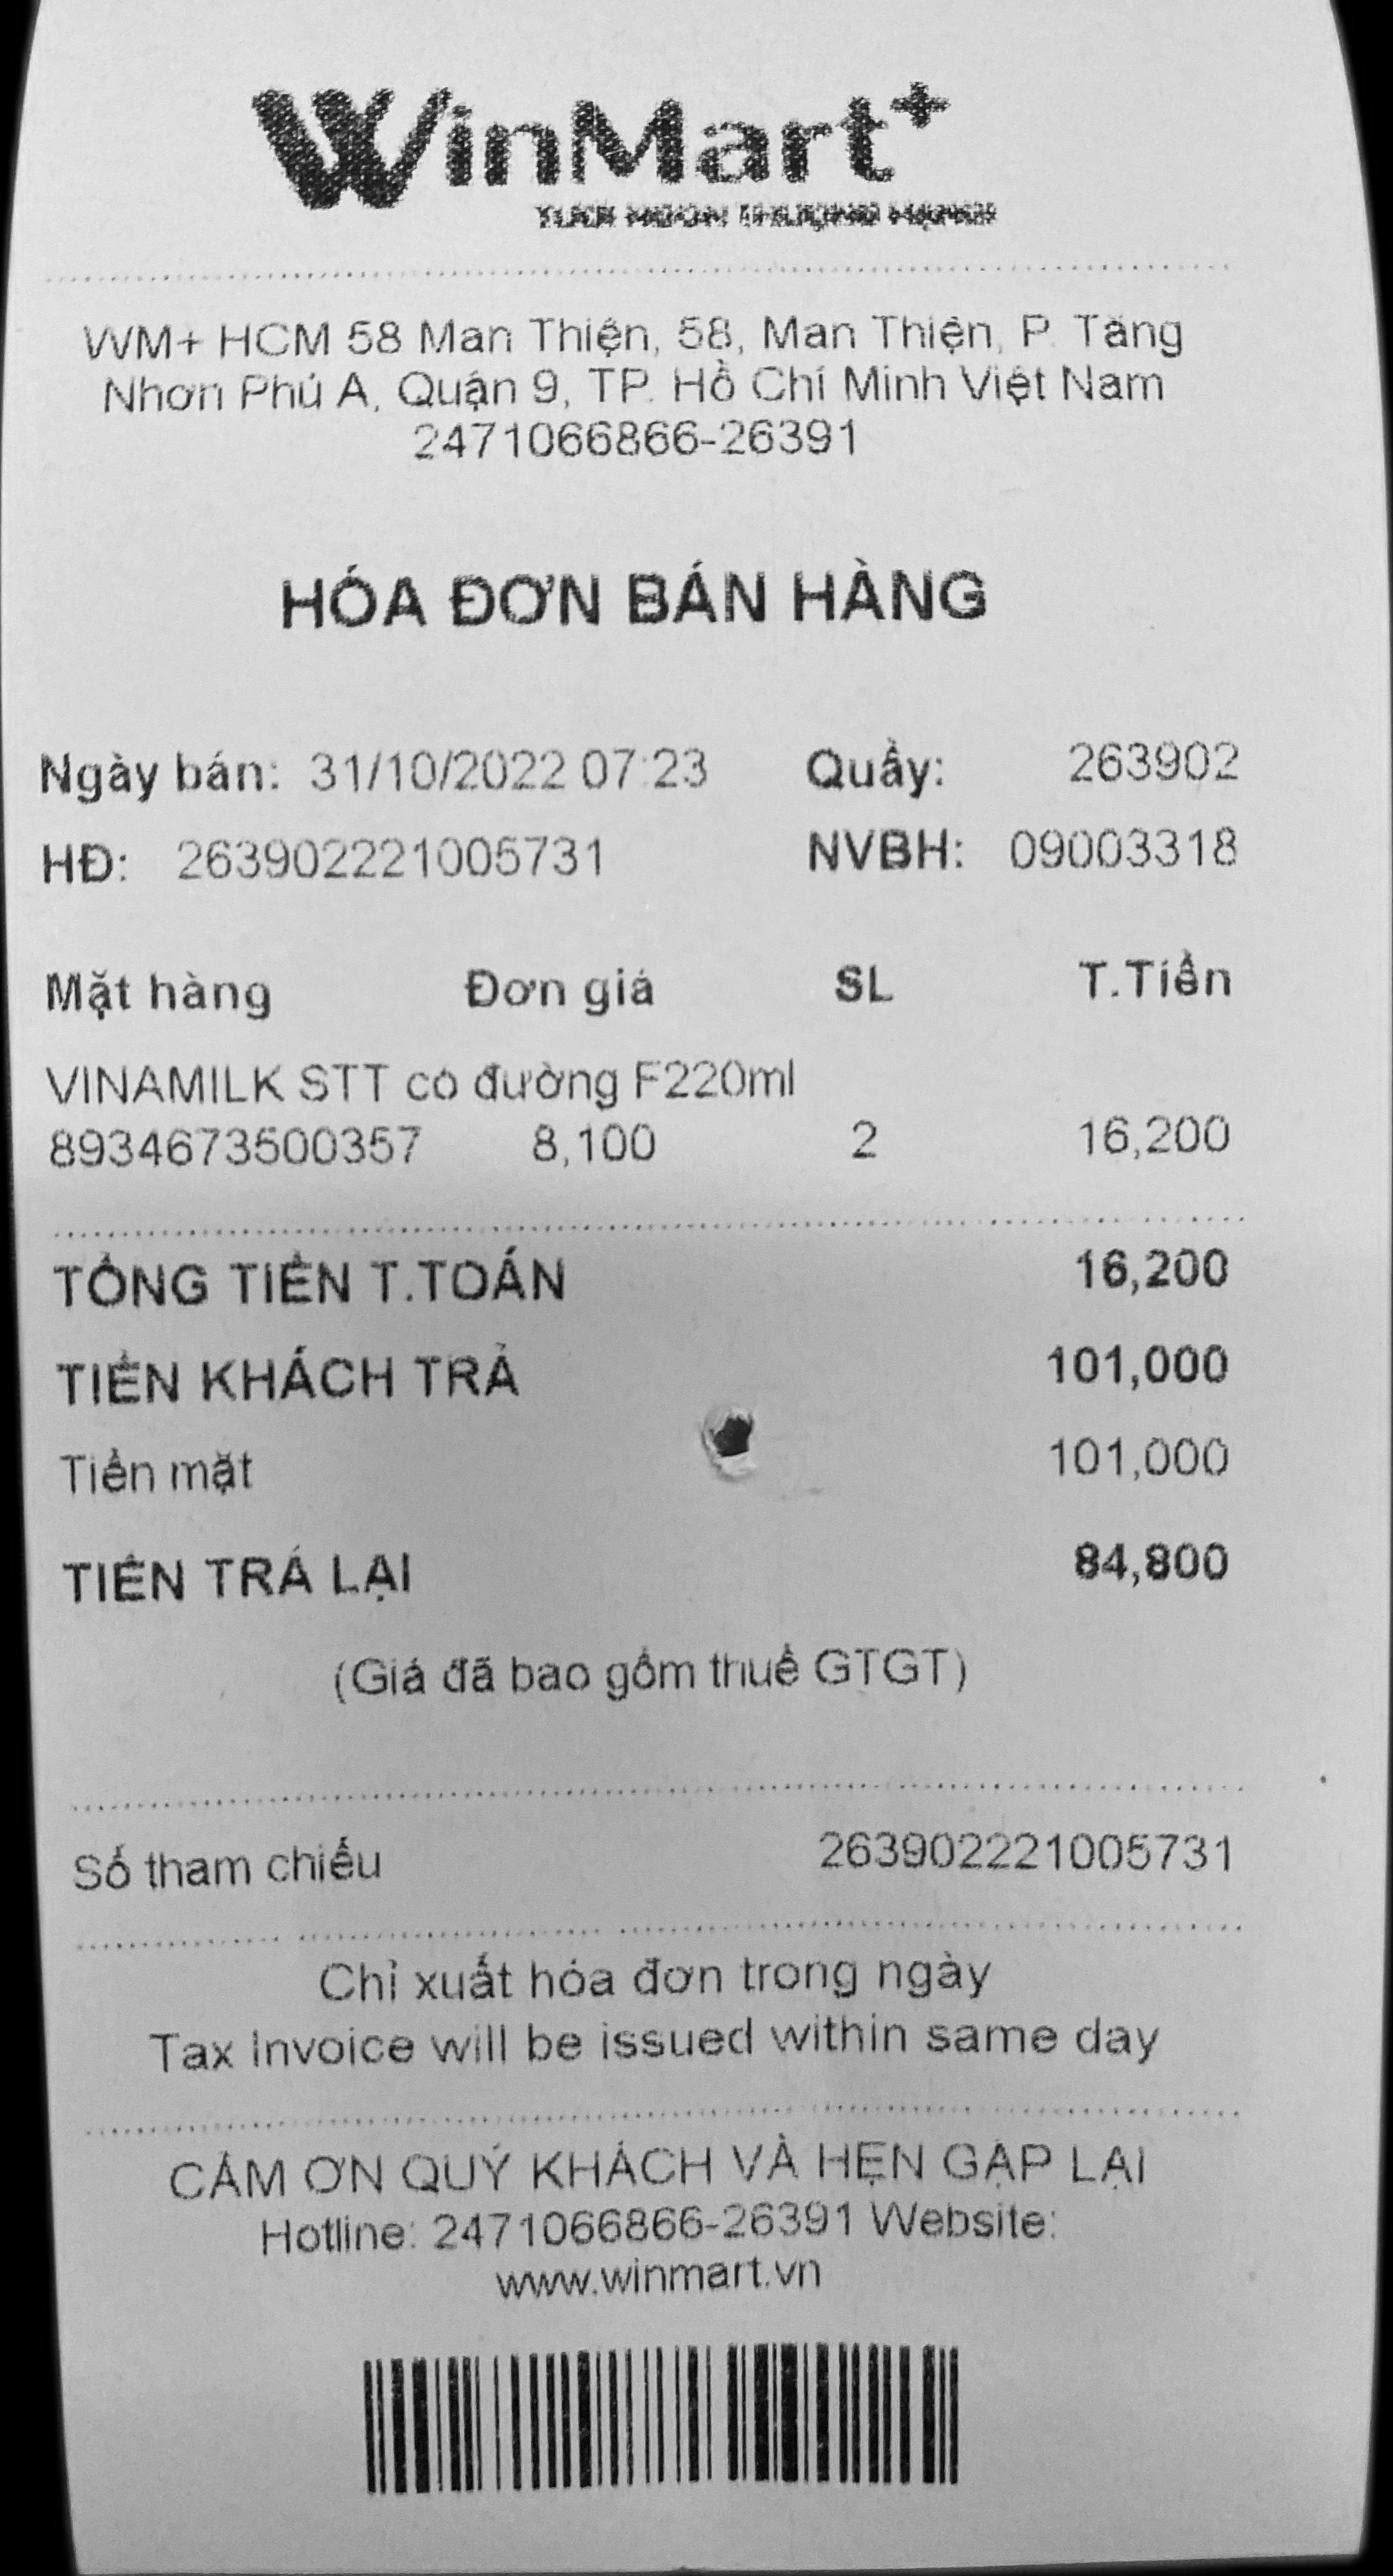 WinMart+
WM+ HCM 58 Man Thiện, 58, Man Thiện, P. Tăng
Nhơn Phú A, Quận 9, TP. Hồ Chí Minh Việt Nam
2471066866-26391
HÓA ĐƠN BÁN HÀNG
Ngày bán: 31/10/2022 07:23 Quầy: 263902
HĐ: 263902221005731 NVBH: 09003318
Mặt hàng Đơn giá SL T.Tiền
VINAMILK STT có đường F220ml
8934673500357 8,100 2 16,200
TỔNG TIỀN T.TOÁN 16,200
TIỀN KHÁCH TRẢ 101,000
Tiền mặt 101,000
TIỀN TRẢ LẠI 84,800
(Giá đã bao gồm thuế GTGT)
Số tham chiếu 263902221005731
Chỉ xuất hóa đơn trong ngày
Tax Invoice will be issued within same day
CẢM ƠN QUÝ KHÁCH VÀ HẸN GẶP LẠI
Hotline: 2471066866-26391 Website:
www.winmart.vn